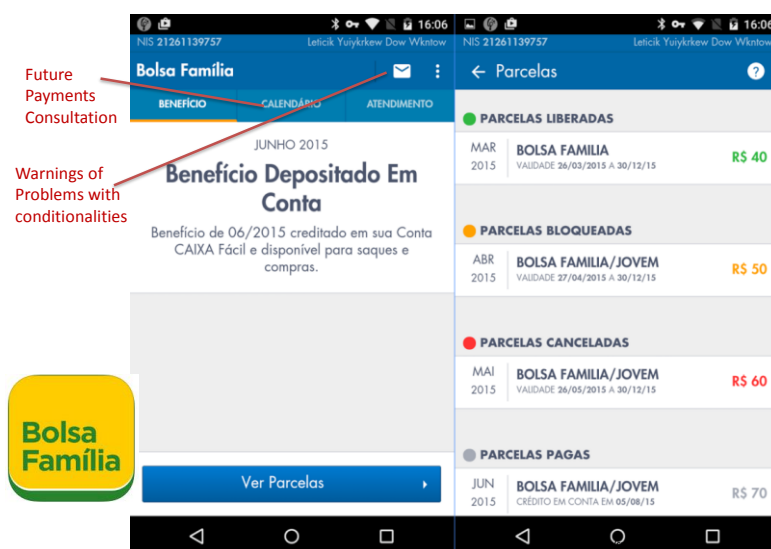 Future
Payments
Consultation
Warnings of
Problems with
conditionalities
Bolsa
Família
16:06
NIS 21261139757 Leticik Yuiykrkew Dow Wkntow
Bolsa Família
BENEFÍCIO CALENDÁRIO ATENDIMENTO
JUNHO 2015
Benefício Depositado Em
Conta
Benefício de 06/2015 creditado em sua Conta
CAIXA Fácil e disponível para saques e
compras.
Ver Parcelas
16:06
NIS 21261139757 Leticik Yuiykrkew Dow Wkntow
Parcelas ?
PARCELAS LIBERADAS
MAR BOLSA FAMILIA
2015 VALIDADE 26/03/2015 A 30/12/15 R$ 40
PARCELAS BLOQUEADAS
ABR BOLSA FAMILIA/JOVEM
2015 VALIDADE 27/04/2015 A 30/12/15 R$ 50
PARCELAS CANCELADAS
MAI BOLSA FAMILIA/JOVEM
2015 VALIDADE 26/05/2015 A 30/12/15 R$ 60
PARCELAS PAGAS
JUN BOLSA FAMILIA/JOVEM
2015 CRÉDITO EM CONTA EM 05/08/15 R$ 70